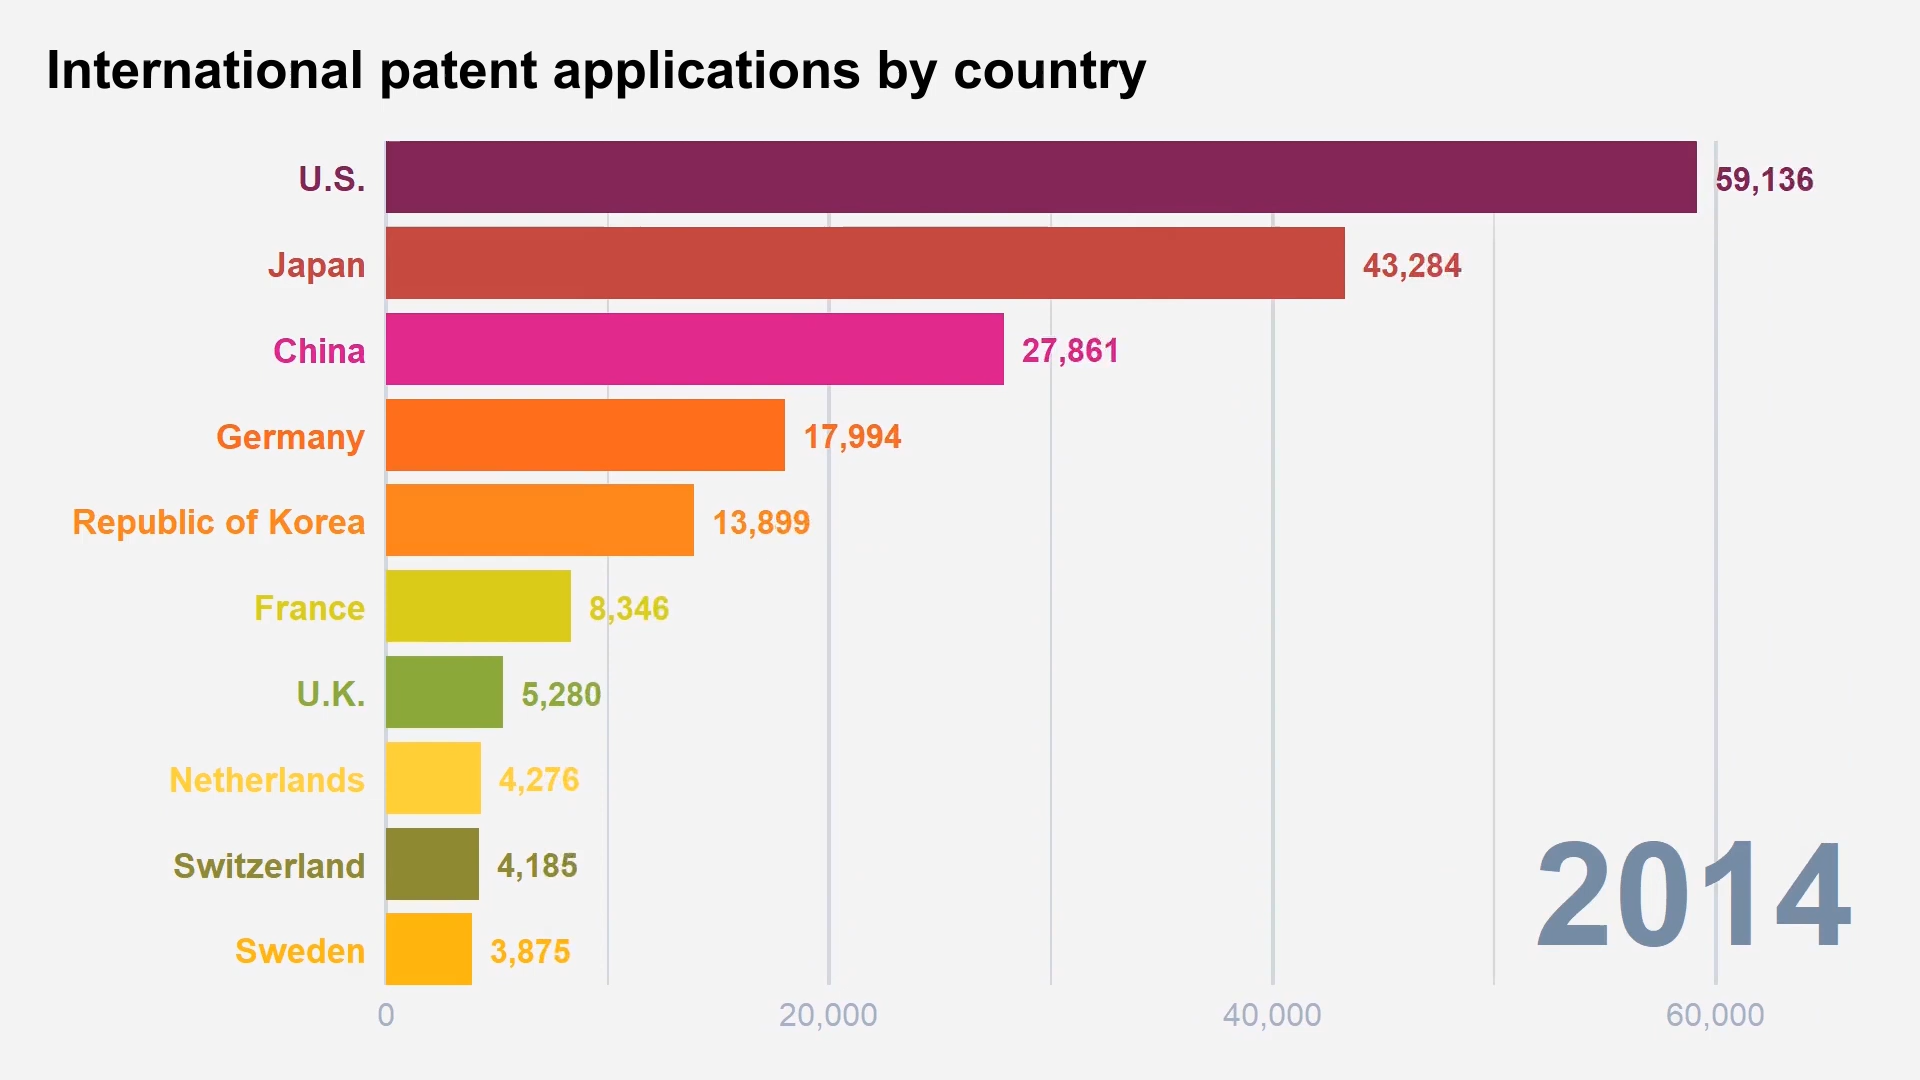 International patent applications by country
U.S. 59,136
Japan 43,284
China 27,861
Germany 17,994
Republic of Korea 13,899
France 8,346
U.K. 5,280
Netherlands 4,276
Switzerland 4,185
Sweden 3,875
2014
0 20,000 40,000 60,000